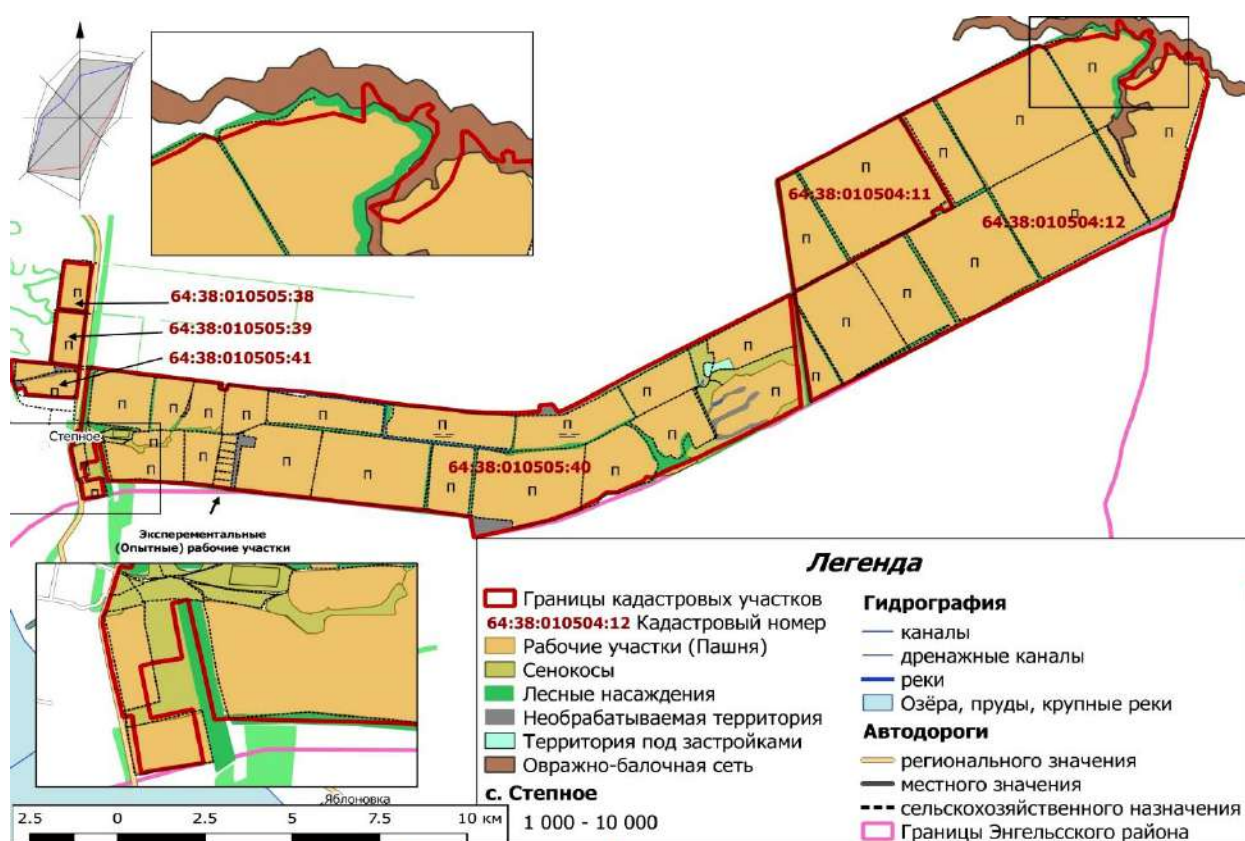 П
П
П
П
П
64:38:010504:11
64:38:010504:12
П
П
П
П
П
П
П
64:38:010505:38
П
64:38:010505:39
П
64:38:010505:41
П
П
П
П
П
П
П
П
П
П
П
П
П
Степное
П
П
П
П
П
П
П
64:38:010505:40
П
П
П
П
Эксперементальные
(Опытные) рабочие участки
Яблоновка
Легенда
Границы кадастровых участков
64:38:010504:12 Кадастровый номер
Рабочие участки (Пашня)
Сенокосы
Лесные насаждения
Необрабатываемая территория
Территория под застройками
Овражно-балочная сеть
с. Степное
1 000 - 10 000
Гидрография
каналы
дренажные каналы
реки
Озёра, пруды, крупные реки
Автодороги
регионального значения
местного значения
сельскохозяйственного назначения
Границы Энгельсского района
2.5 0 2.5 5 7.5 10 км